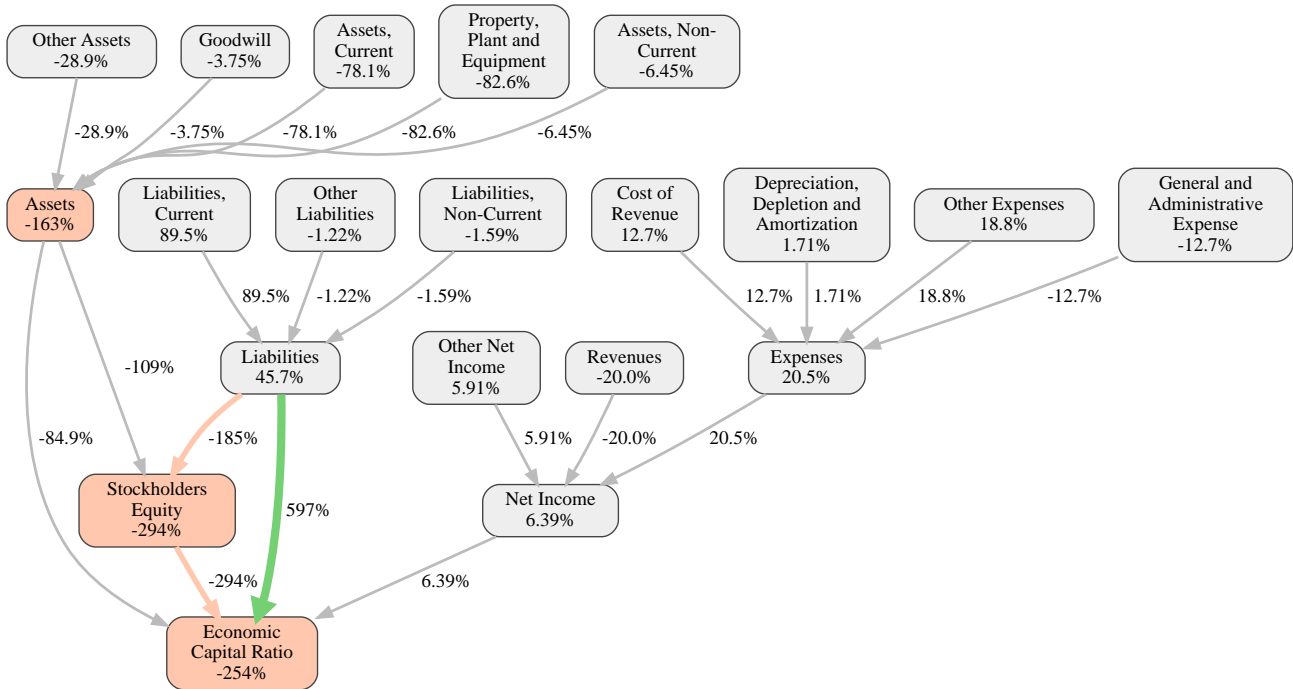 Other Assets
-28.9%
Goodwill
-3.75%
Assets,
Current
-78.1%
Property,
Plant and
Equipment
-82.6%
Assets, Non-
Current
-6.45%
-28.9%
-3.75%
-78.1%
-82.6%
-6.45%
Assets
-163%
Liabilities,
Current
89.5%
Other
Liabilities
-1.22%
Liabilities,
Non-Current
-1.59%
Cost of
Revenue
12.7%
Depreciation,
Depletion and
Amortization
1.71%
Other Expenses
18.8%
General and
Administrative
Expense
-12.7%
89.5%
-1.22%
-1.59%
12.7%
1.71%
18.8%
-12.7%
Liabilities
45.7%
Other Net
Income
5.91%
Revenues
-20.0%
Expenses
20.5%
-109%
-84.9%
-185%
5.91%
-20.0%
20.5%
Stockholders
Equity
-294%
597%
Net Income
6.39%
-294%
6.39%
Economic
Capital Ratio
-254%